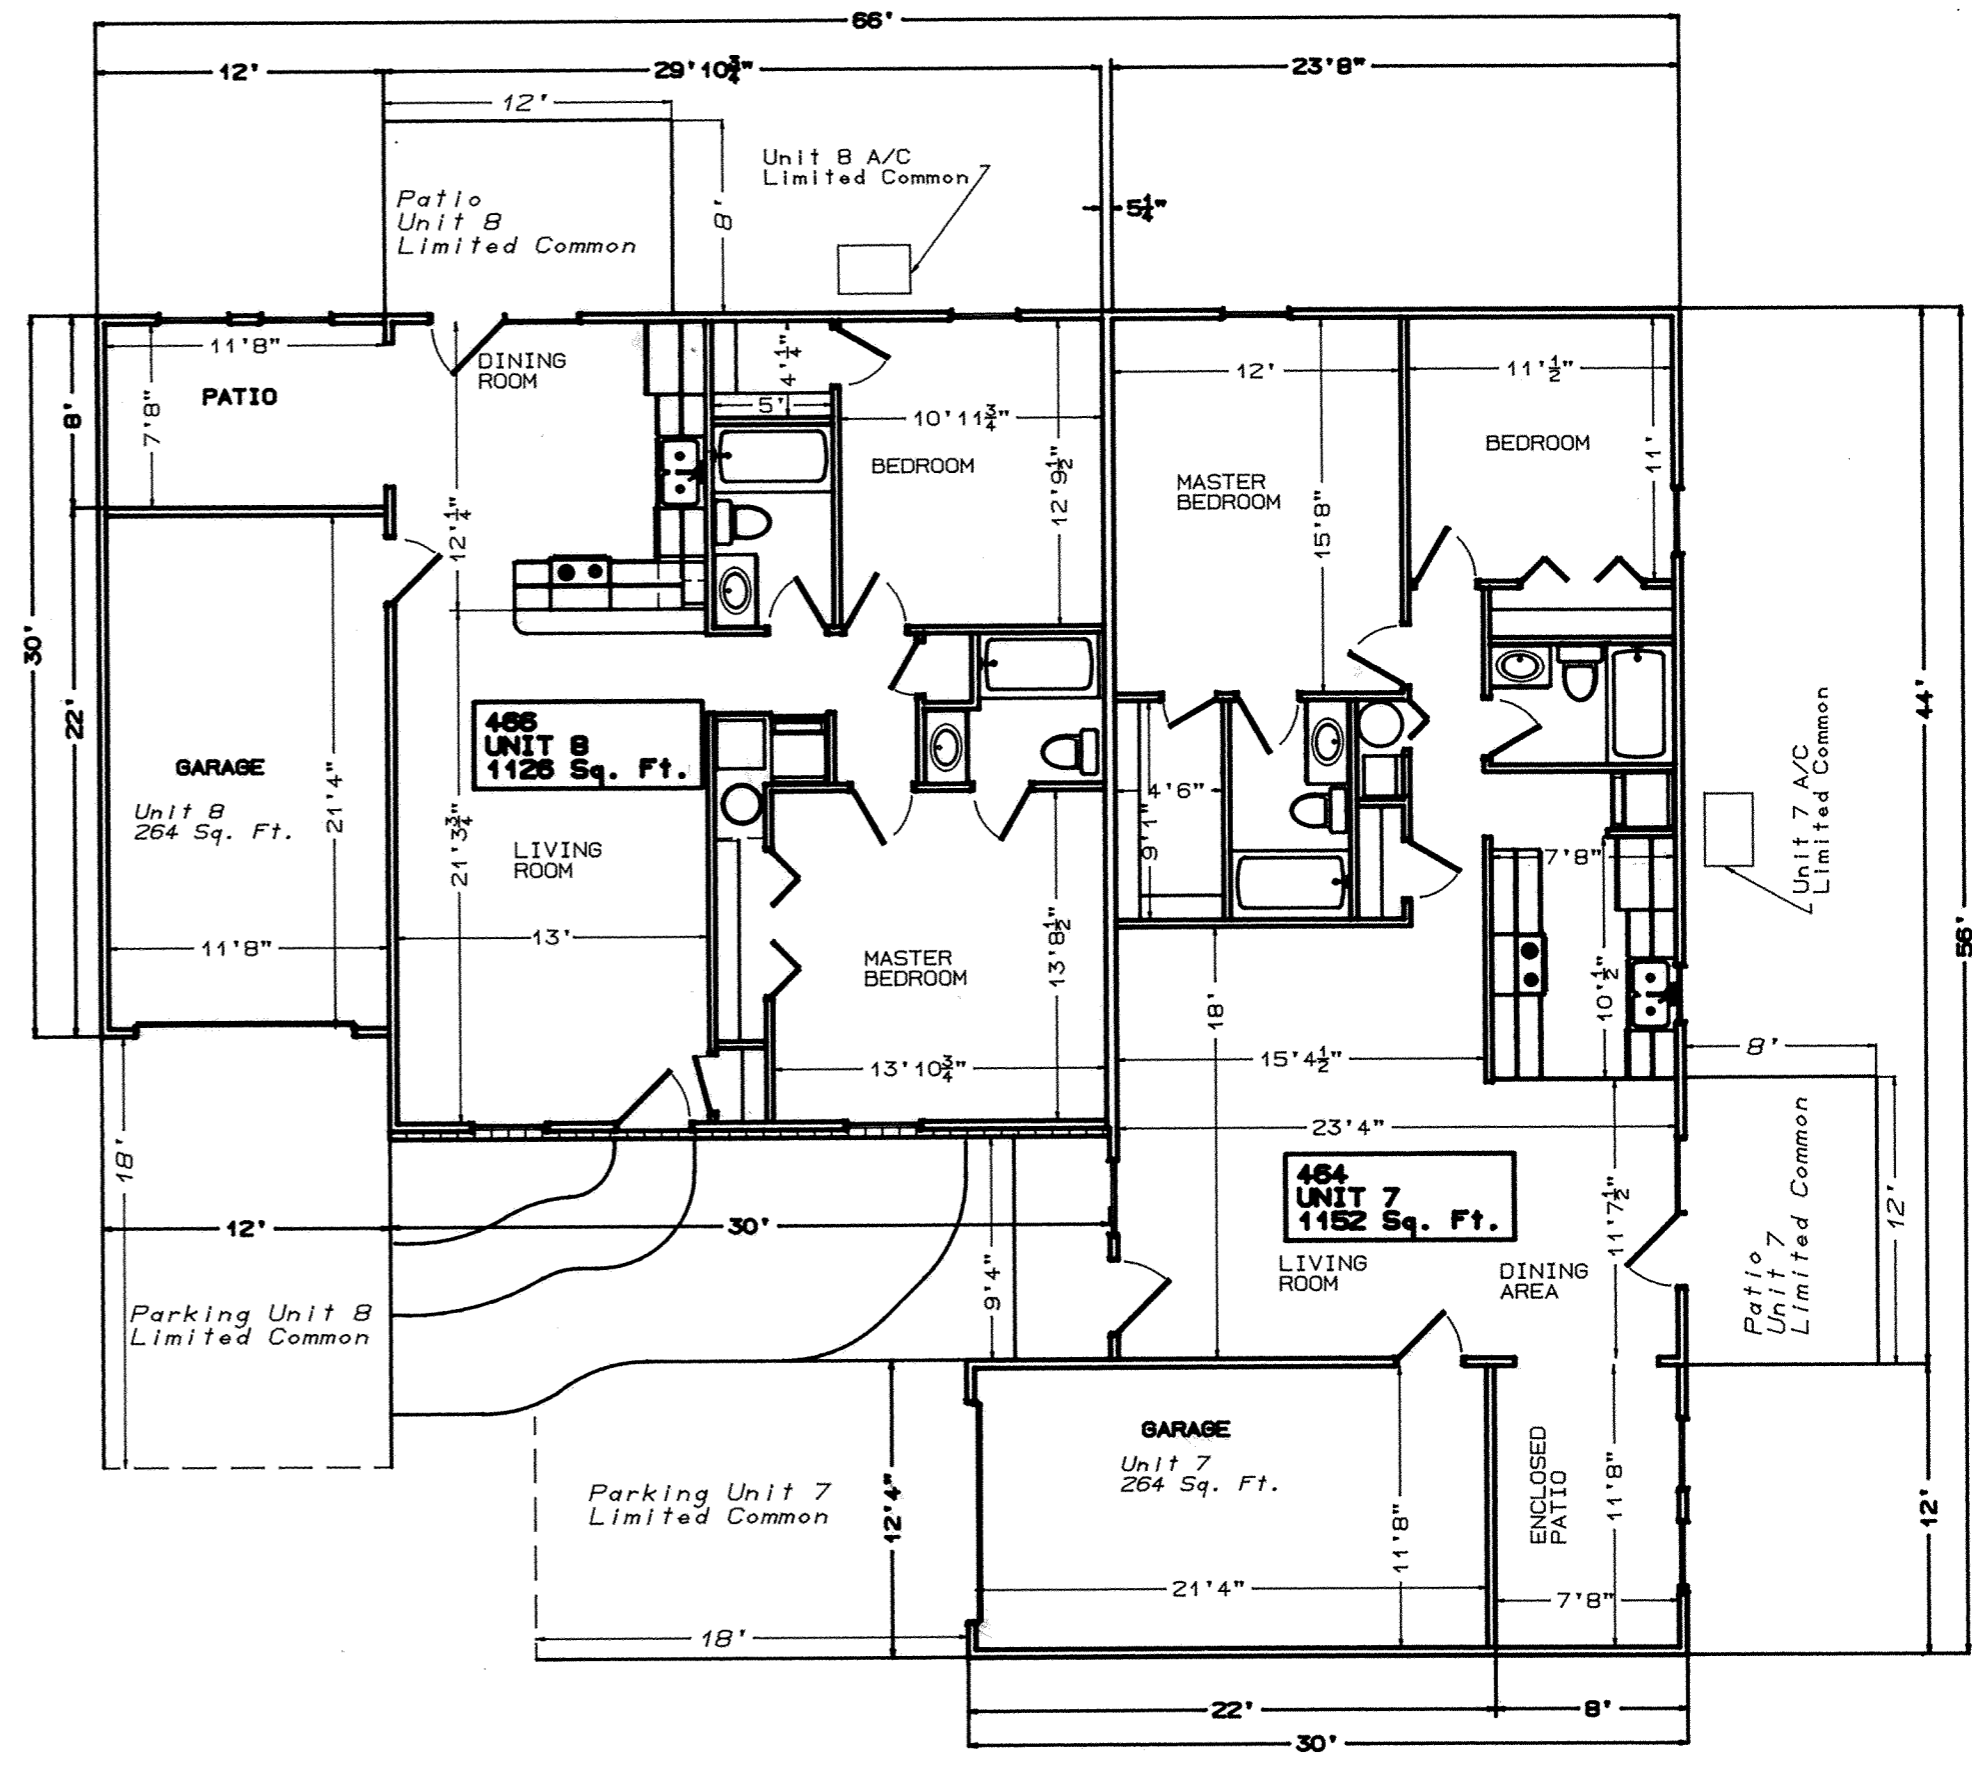 66'
12'
29'10¾"
23'8"
12'
Unit 8 A/C
Limited Common
8'
5¼"
Patio
Unit 8
Limited Common
11'8"
DINING
ROOM
4'¼"
12'
11'½"
PATIO
7'8"
8'
5'
10'11¾"
BEDROOM
12'9½"
MASTER
BEDROOM
15'8"
BEDROOM
11'
12'¼"
30'
22'
466
UNIT 8
1126 Sq. Ft.
GARAGE
Unit 8
264 Sq. Ft.
21'4"
21'3¾"
LIVING
ROOM
4'6"
9'1"
7'8"
Unit 7 A/C
Limited Common
44'
56'
11'8"
13'
MASTER
BEDROOM
13'8½"
13'10¾"
18'
15'4½"
10'½"
8'
23'4"
18'
12'
30'
464
UNIT 7
1152 Sq. Ft.
11'7½"
12'
Patio
Unit 7
Limited Common
9'4"
LIVING
ROOM
DINING
AREA
Parking Unit 8
Limited Common
GARAGE
Unit 7
264 Sq. Ft.
Parking Unit 7
Limited Common
12'4"
11'8"
ENCLOSED
PATIO
11'8"
12'
21'4"
7'8"
18'
22'
8'
30'